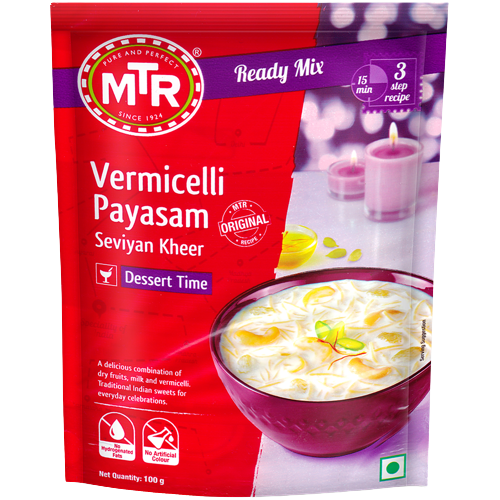 PURE AND PERFECT
MTR
®
SINCE 1924
Ready Mix
15
min
3
step
recipe
Vermicelli
Payasam
Seviyan Kheer
MTR
ORIGINAL
RECIPE
Dessert Time
A delicious combination of
dry fruits, milk and vermicelli.
Traditional Indian sweets for
everyday celebrations.
No
Hydrogenated
Fats
No Artificial
Colour
Net Quantity: 100 g
Serving Suggestion